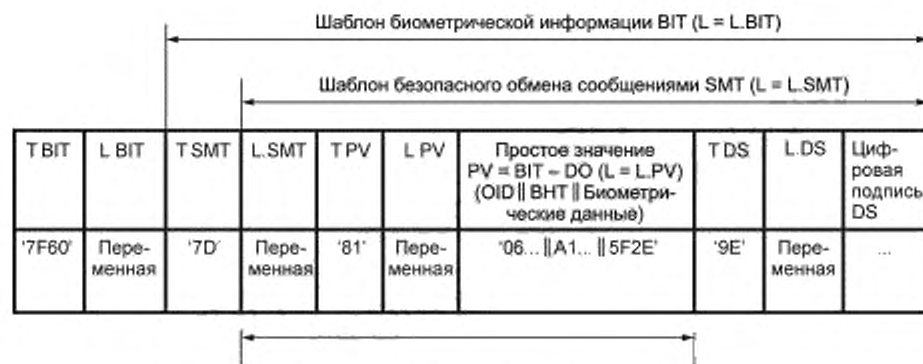 Шаблон биометрической информации BIT (L = L.BIT)
Шаблон безопасного обмена сообщениями SMT (L = L.SMT)
T BIT
L BIT
T SMT
L.SMT
T PV
L PV
Простое значение
PV = BIT – DO (L = L.PV)
(OID || BHT || Биометри-
ческие данные)
T DS
L.DS
Циф-
ровая
подпись
DS
'7F60'
Пере-
менная
'7D'
Пере-
менная
'81'
Пере-
менная
'06... || A1... || 5F2E'
'9E'
Пере-
менная
...